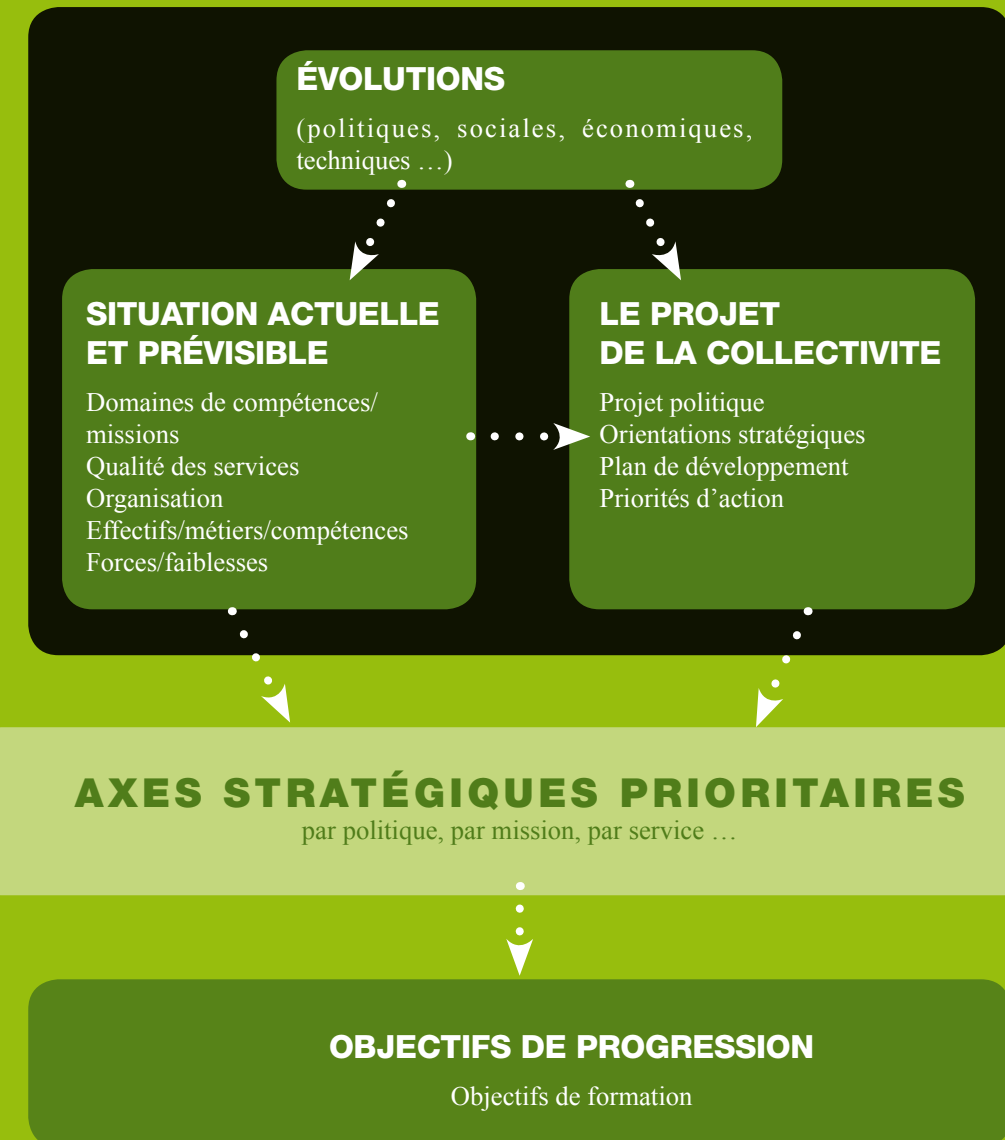 ÉVOLUTIONS
(politiques, sociales, économiques,
techniques …)
SITUATION ACTUELLE
ET PRÉVISIBLE
Domaines de compétences/
missions
Qualité des services
Organisation
Effectifs/métiers/compétences
Forces/faiblesses
LE PROJET
DE LA COLLECTIVITE
Projet politique
Orientations stratégiques
Plan de développement
Priorités d’action
AXES STRATÉGIQUES PRIORITAIRES
par politique, par mission, par service …
OBJECTIFS DE PROGRESSION
Objectifs de formation